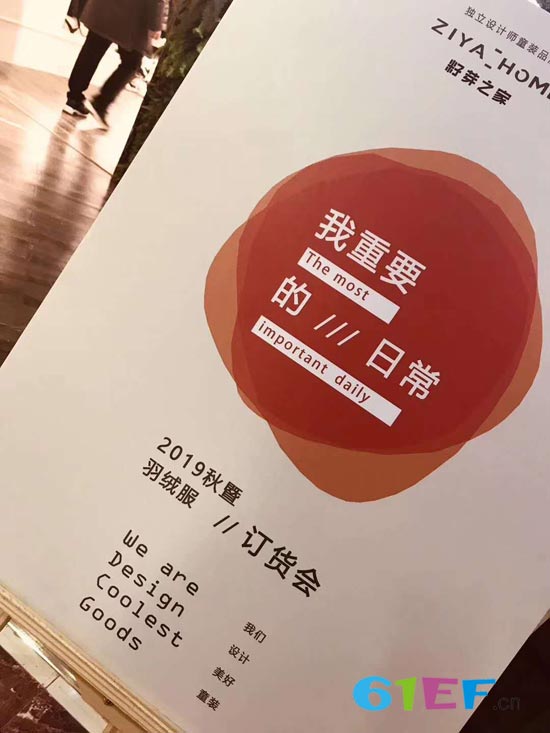 独立设计师童装品
ZIYA_HOM
籽芽之家
我重要
The most
的 /// 日常
important daily
2019秋暨
羽绒服 // 订货会
We are
Design
Coolest
Goods
我们
设计
美好
童装
61EF.cn